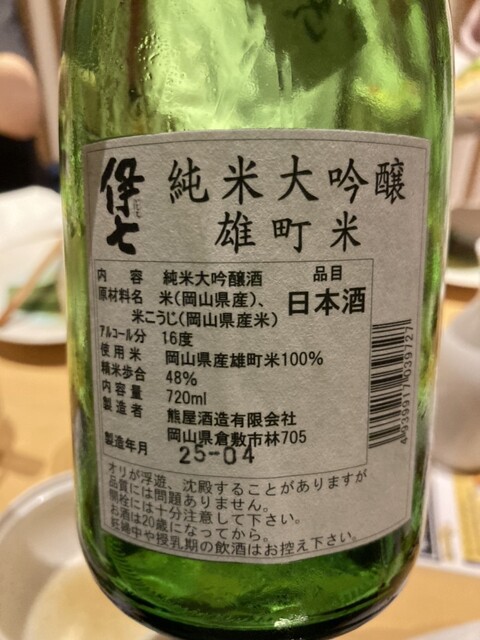 伊七 純米大吟醸
雄町米
内容 純米大吟醸酒
品目
日本酒
原材料名 米(岡山県産)、
米こうじ(岡山県産米)
アルコール分 16度
使用米 岡山県産雄町米100%
精米歩合 48%
内容量 720ml
製造者 熊屋酒造有限会社
岡山県倉敷市林705
製造年月 25-04
4939917039127
オリが浮遊、沈殿することがありますが
品質には問題ありません。
開栓には十分注意して下さい。
お酒は20歳になってから。
妊娠中や授乳期の飲酒はお控え下さい。